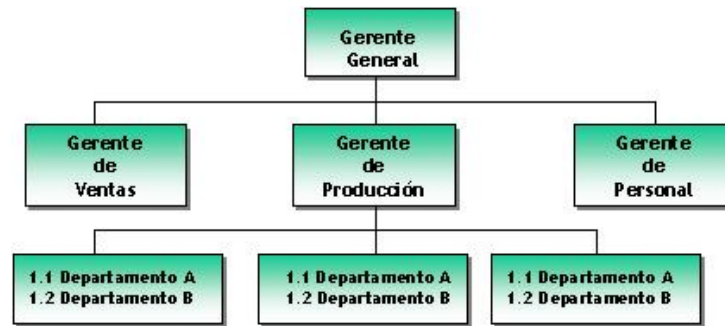 Gerente
General
Gerente
de
Ventas
Gerente
de
Producción
Gerente
de
Personal
1.1 Departamento A
1.2 Departamento B
1.1 Departamento A
1.2 Departamento B
1.1 Departamento A
1.2 Departamento B